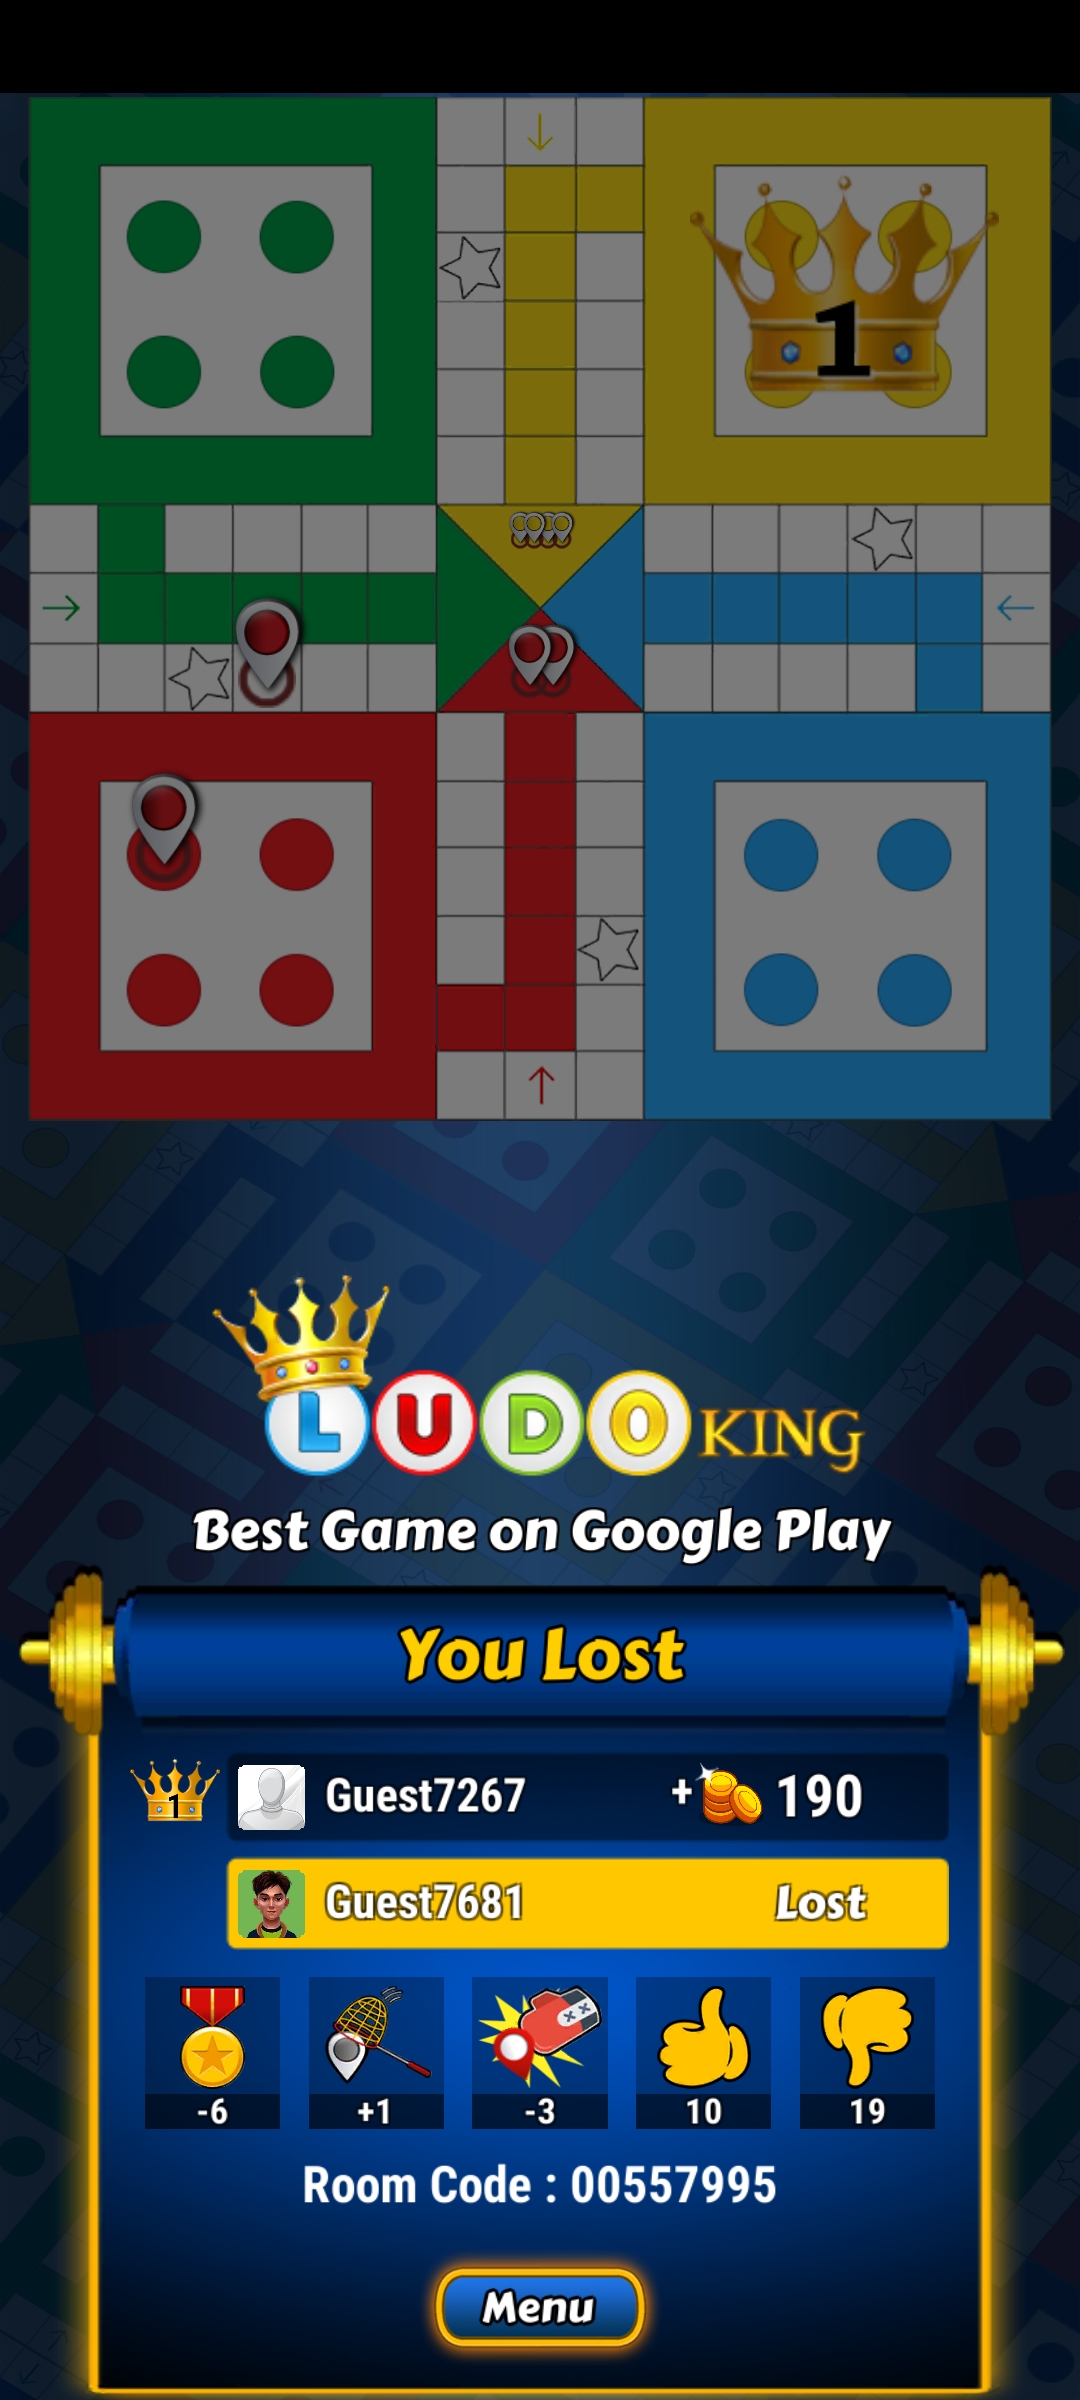 1
LUDO KING
Best Game on Google Play
You Lost
1 Guest7267 + 190
Guest7681 Lost
-6 +1 -3 10 19
Room Code : 00557995
Menu